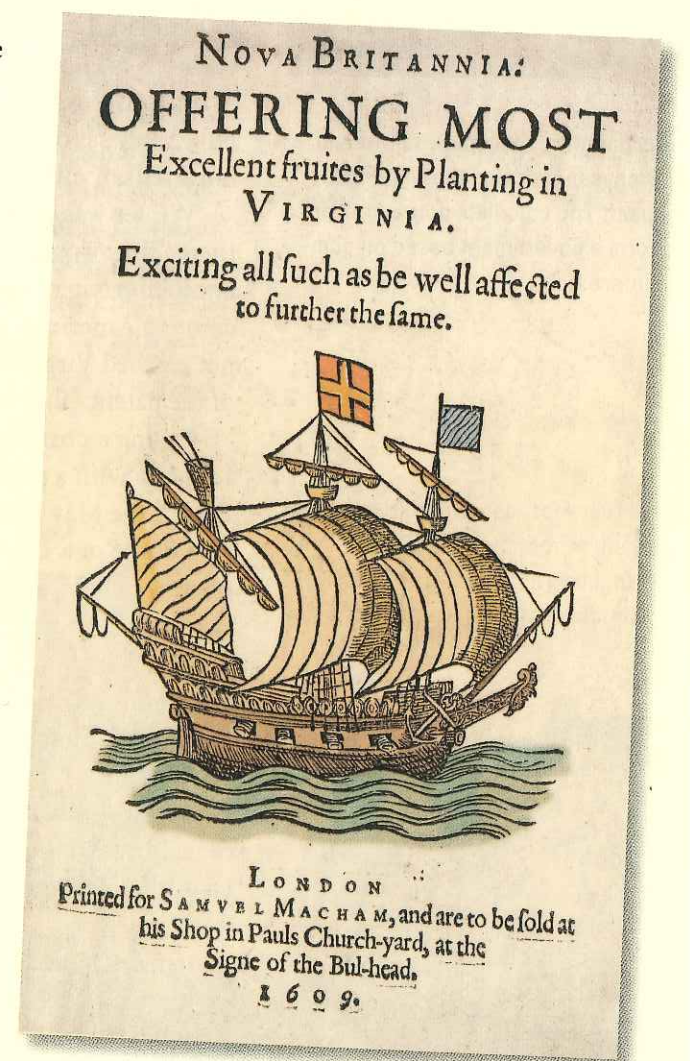 e
NOVA BRITANNIA:
OFFERING MOST
Excellent fruites by Planting in
VIRGINIA.
Exciting all ſuch as be well affected
to further the ſame.
LONDON
Printed for SAMVEL MACHAM, and are to be ſold at
his Shop in Pauls Church-yard, at the
Signe of the Bul-head.
1609.